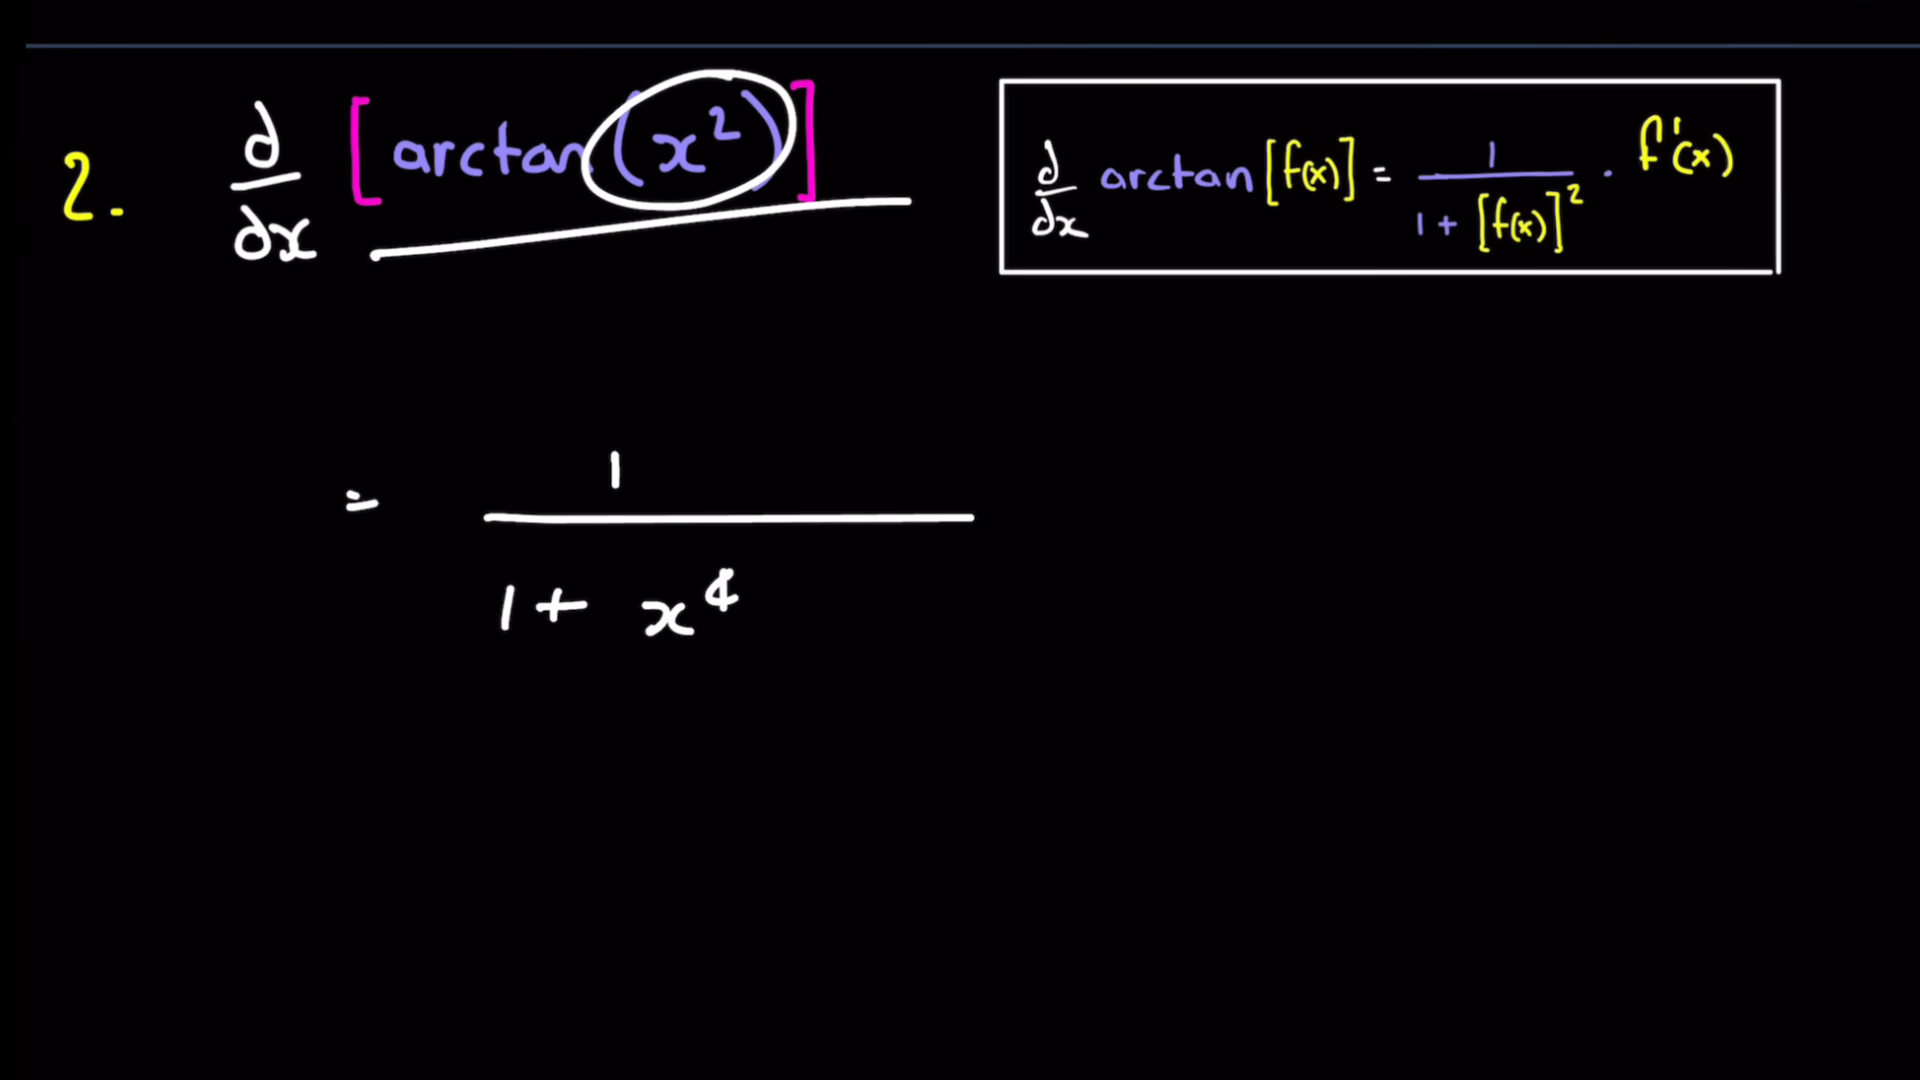 2. d/dx [arctan(x²)]
d/dx arctan[f(x)] = 1/(1 + [f(x)]²) · f'(x)
= 1/(1 + x⁴)